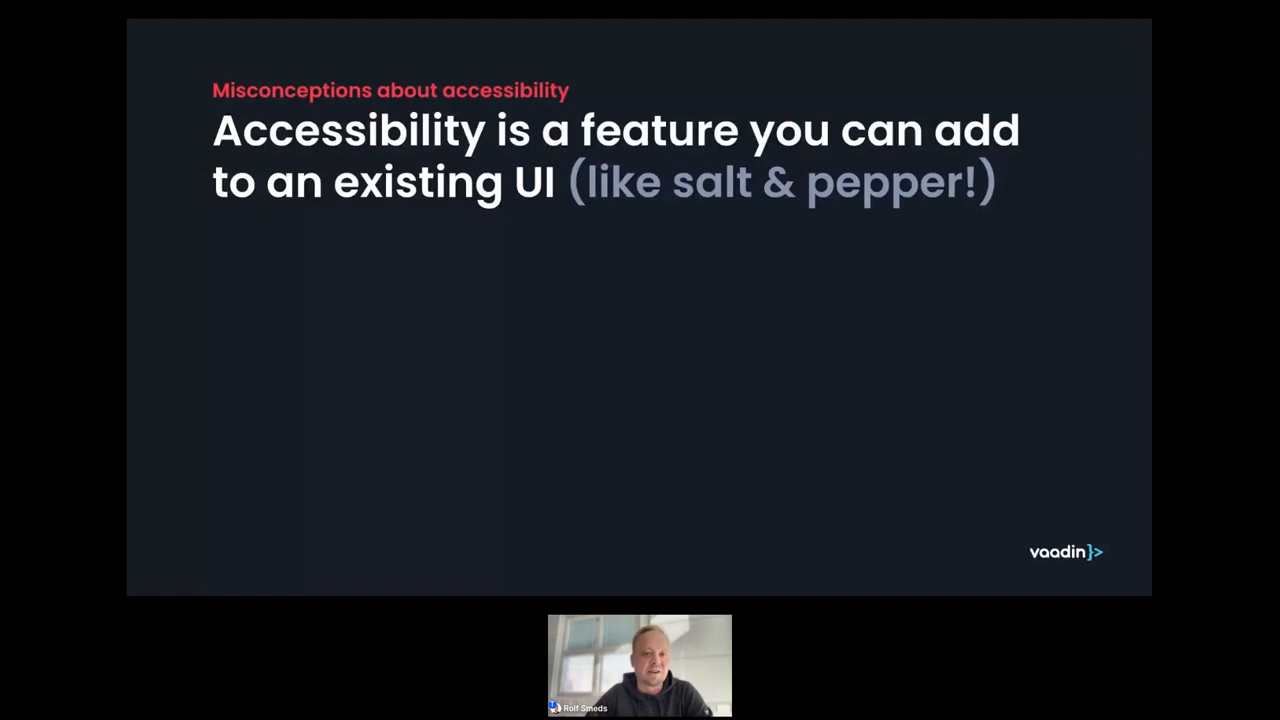 Misconceptions about accessibility
Accessibility is a feature you can add
to an existing UI (like salt & pepper!)
vaadin}>
Rolf Smeds